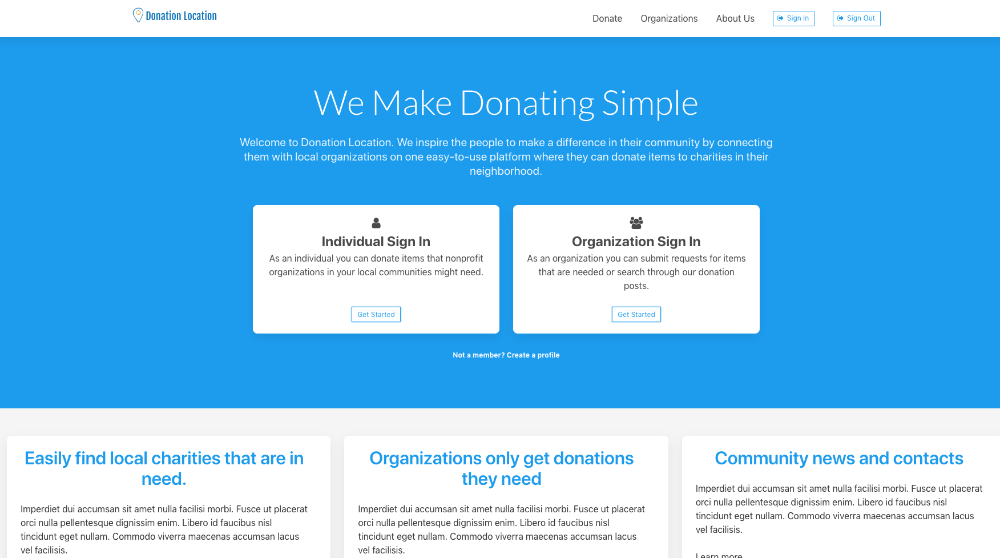 Donation Location
Donate
Organizations
About Us
Sign In
Sign Out
We Make Donating Simple
Welcome to Donation Location. We inspire the people to make a difference in their community by connecting
them with local organizations on one easy-to-use platform where they can donate items to charities in their
neighborhood.
Individual Sign In
As an individual you can donate items that nonprofit
organizations in your local communities might need.
Get Started
Organization Sign In
As an organization you can submit requests for items
that are needed or search through our donation
posts.
Get Started
Not a member? Create a profile
Easily find local charities that are in
need.
Imperdiet dui accumsan sit amet nulla facilisi morbi. Fusce ut placerat
orci nulla pellentesque dignissim enim. Libero id faucibus nisl
tincidunt eget nullam. Commodo viverra maecenas accumsan lacus
vel facilisis.
Organizations only get donations
they need
Imperdiet dui accumsan sit amet nulla facilisi morbi. Fusce ut placerat
orci nulla pellentesque dignissim enim. Libero id faucibus nisl
tincidunt eget nullam. Commodo viverra maecenas accumsan lacus
vel facilisis.
Community news and contacts
Imperdiet dui accumsan sit amet nulla facilisi morbi. Fusce ut placerat
orci nulla pellentesque dignissim enim. Libero id faucibus nisl
tincidunt eget nullam. Commodo viverra maecenas accumsan lacus
vel facilisis.
Learn more